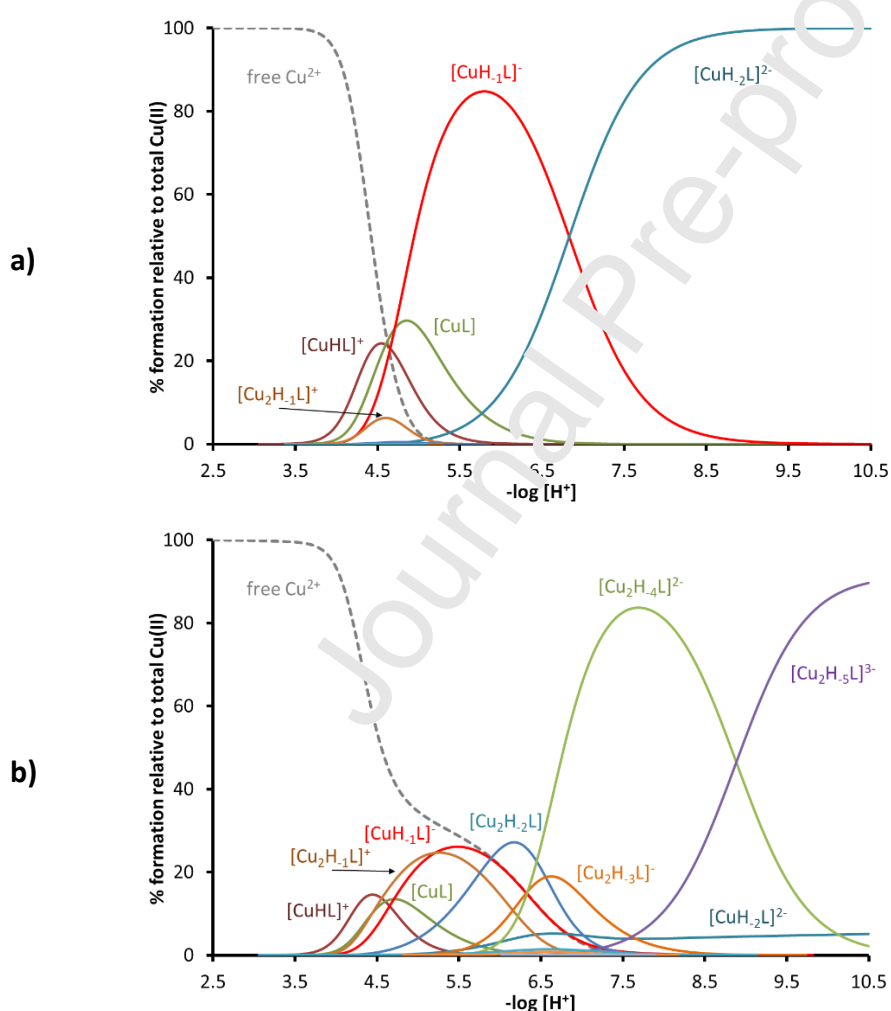 a)
% formation relative to total Cu(II)
100
80
60
40
20
0
free Cu²⁺
[CuH₋₁L]⁻
[CuH₋₂L]²⁻
[CuHL]⁺
[CuL]
[Cu₂H₋₁L]⁺
2.5 3.5 4.5 5.5 6.5 7.5 8.5 9.5 10.5
-log [H⁺]
Journal Pre-pro
b)
% formation relative to total Cu(II)
100
80
60
40
20
0
free Cu²⁺
[Cu₂H₋₄L]²⁻
[Cu₂H₋₅L]³⁻
[CuH₋₁L]⁻
[Cu₂H₋₂L]
[Cu₂H₋₁L]⁺
[Cu₂H₋₃L]⁻
[CuHL]⁺
[CuL]
[CuH₋₂L]²⁻
2.5 3.5 4.5 5.5 6.5 7.5 8.5 9.5 10.5
-log [H⁺]